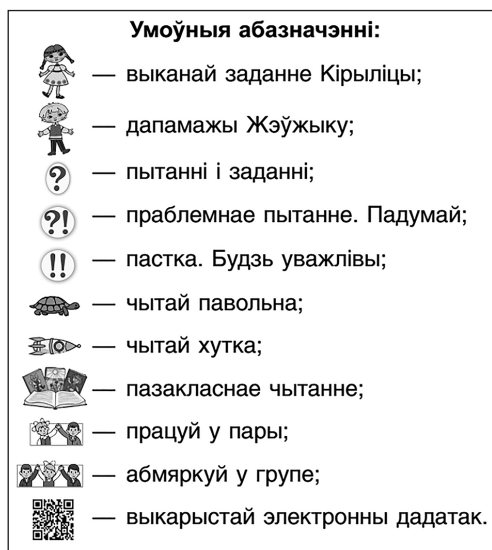 Умоўныя абазначэнні:
— выканай заданне Кірыліцы;
— дапамажы Жэўжыку;
? — пытанні і заданні;
?! — праблемнае пытанне. Падумай;
!! — пастка. Будзь уважлівы;
— чытай павольна;
— чытай хутка;
— пазакласнае чытанне;
— працуй у пары;
— абмяркуй у групе;
— выкарыстай электронны дадатак.